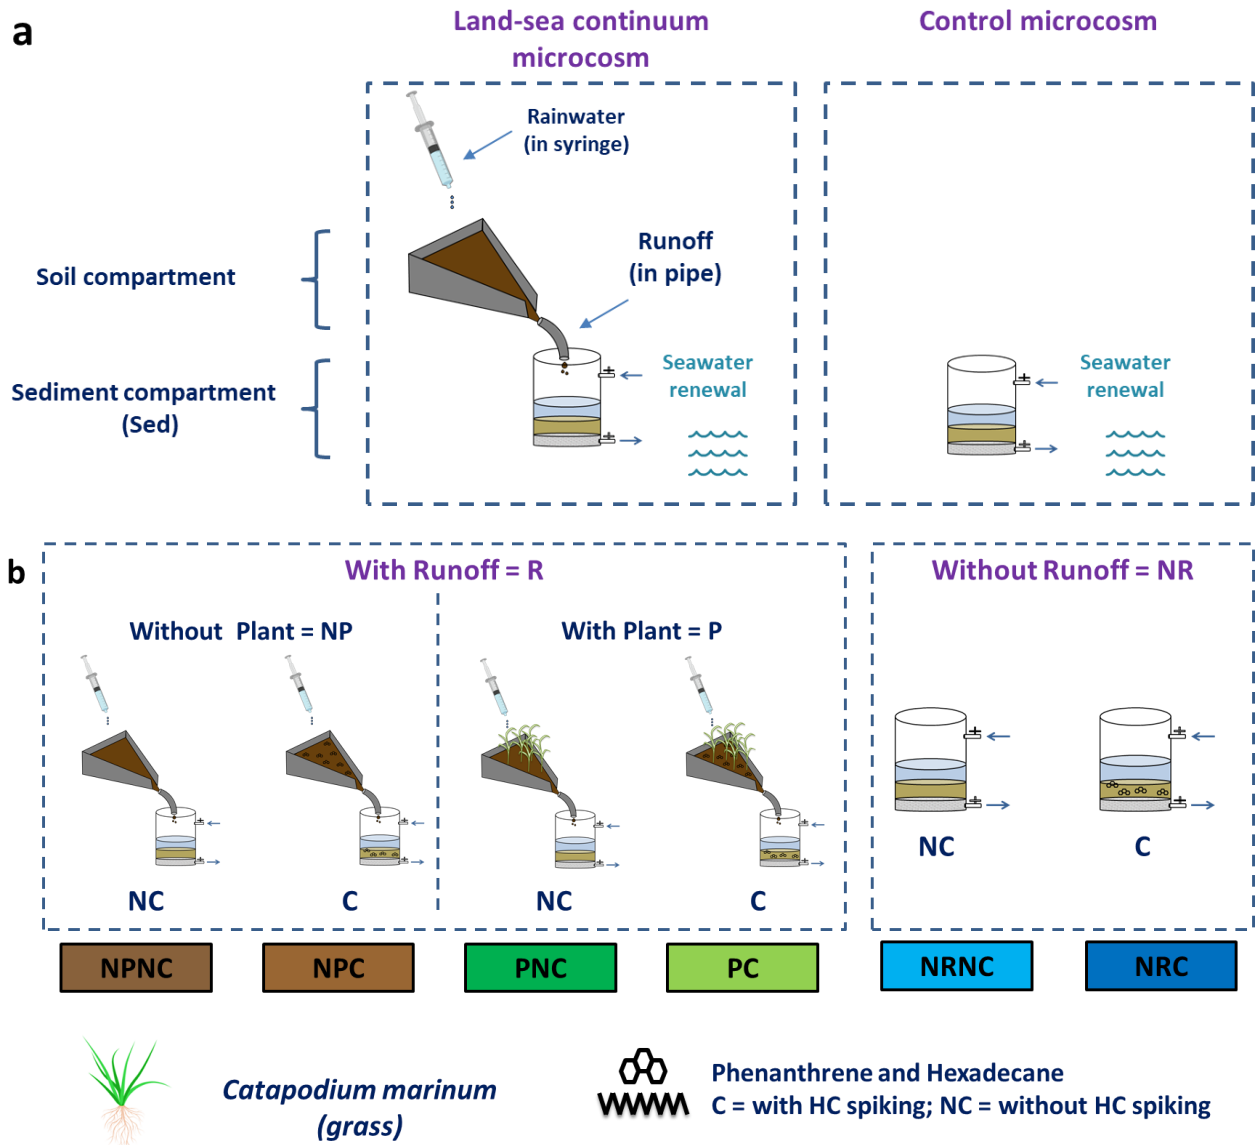 a
Land-sea continuum
microcosm
Control microcosm
Rainwater
(in syringe)
Runoff
(in pipe)
Soil compartment
Sediment compartment
(Sed)
Seawater
renewal
Seawater
renewal
b
With Runoff = R
Without Runoff = NR
Without Plant = NP
With Plant = P
NC
C
NC
C
NC
C
NPNC
NPC
PNC
PC
NRNC
NRC
Catapodium marinum
(grass)
Phenanthrene and Hexadecane
C = with HC spiking; NC = without HC spiking